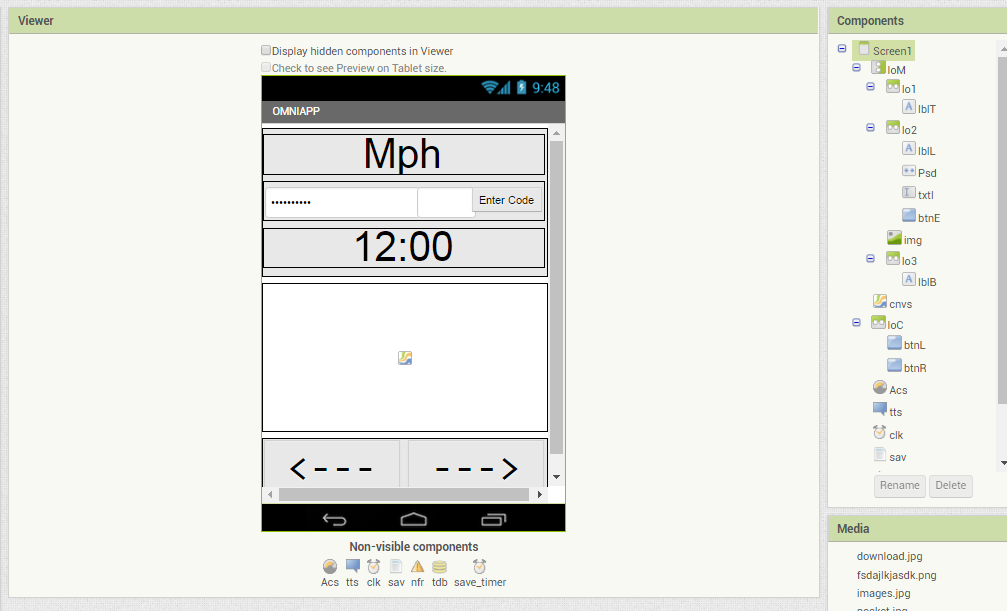 Viewer
Display hidden components in Viewer
Check to see Preview on Tablet size.
9:48
OMNIAPP
Mph
•••••••••• Enter Code
12:00
<--- --->
Non-visible components
Acs tts clk sav nfr tdb save_timer
Components
Screen1
loM
lo1
lblT
lo2
lblL
Psd
txtI
btnE
img
lo3
lblB
cnvs
loC
btnL
btnR
Acs
tts
clk
sav
Rename Delete
Media
download.jpg
fsdajlkjasdk.png
images.jpg